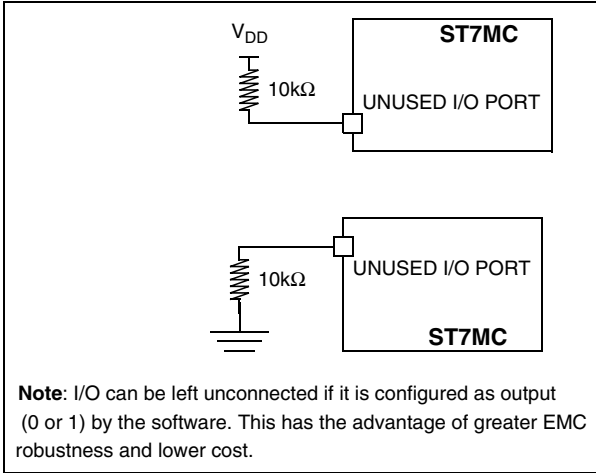 V_DD
ST7MC
10kΩ
UNUSED I/O PORT
UNUSED I/O PORT
10kΩ
ST7MC
Note: I/O can be left unconnected if it is configured as output
(0 or 1) by the software. This has the advantage of greater EMC
robustness and lower cost.